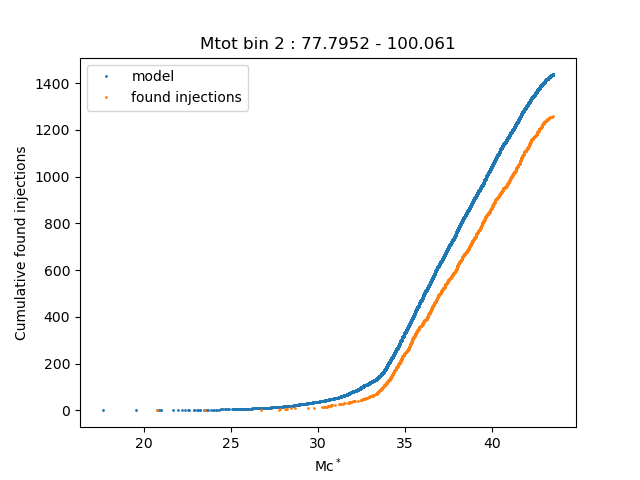 Mtot bin 2 : 77.7952 - 100.061
model
found injections
Cumulative found injections
1400
1200
1000
800
600
400
200
0
20 25 30 35 40
Mc*